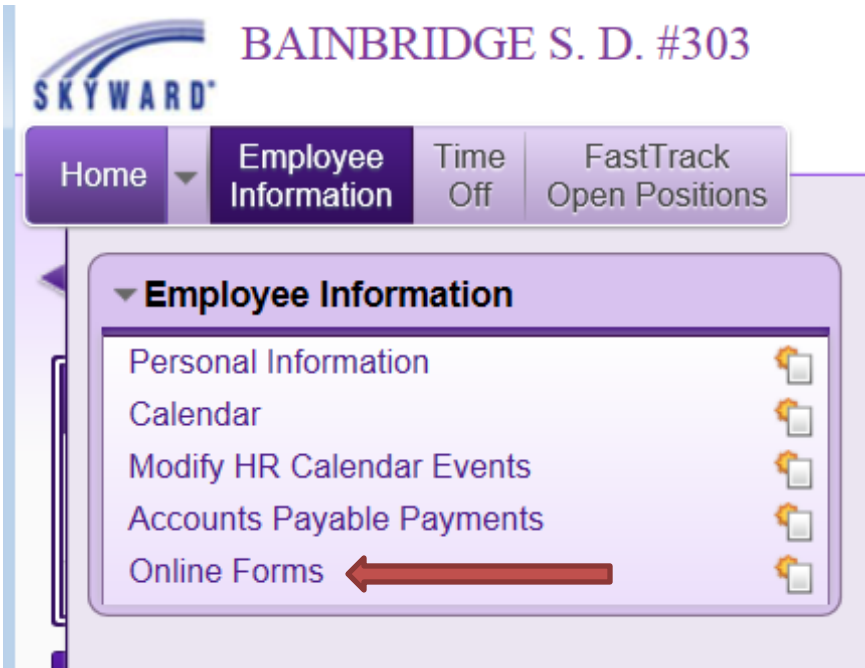 BAINBRIDGE S. D. #303
SKYWARD
Home
Employee
Information
Time
Off
FastTrack
Open Positions
Employee Information
Personal Information
Calendar
Modify HR Calendar Events
Accounts Payable Payments
Online Forms